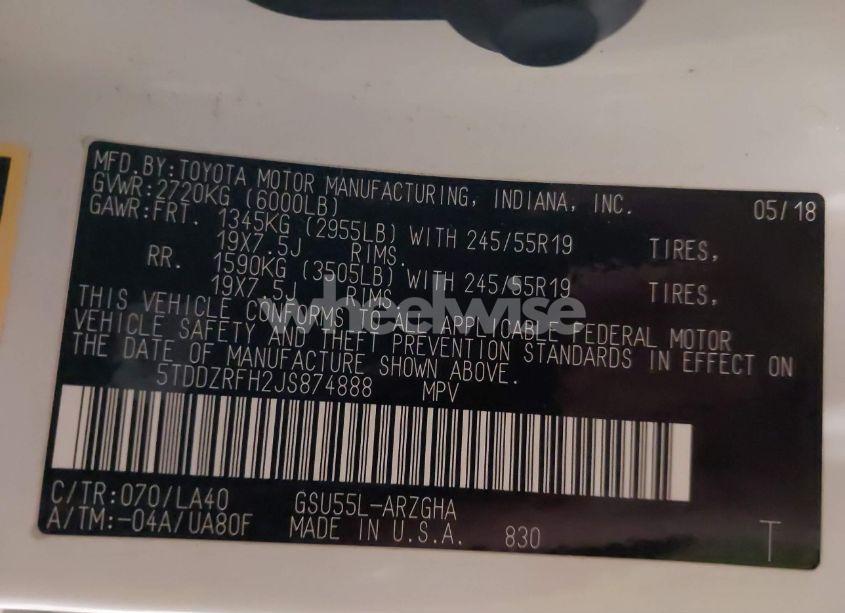 MFD.BY:TOYOTA MOTOR MANUFACTURING, INDIANA, INC. 05/18
GVWR:2720KG (6000LB)
GAWR:FRT. 1345KG (2955LB) WITH 245/55R19 TIRES,
19X7.5J RIMS.
RR. 1590KG (3505LB) WITH 245/55R19 TIRES,
19X7.5J RIMS.
THIS VEHICLE CONFORMS TO ALL APPLICABLE FEDERAL MOTOR
VEHICLE SAFETY AND THEFT PREVENTION STANDARDS IN EFFECT ON
THE DATE OF MANUFACTURE SHOWN ABOVE.
5TDDZRFH2JS874888 MPV
C/TR:070/LA40 GSU55L-ARZGHA
A/TM:-04A/UA80F MADE IN U.S.A. 830 T
wheelwise